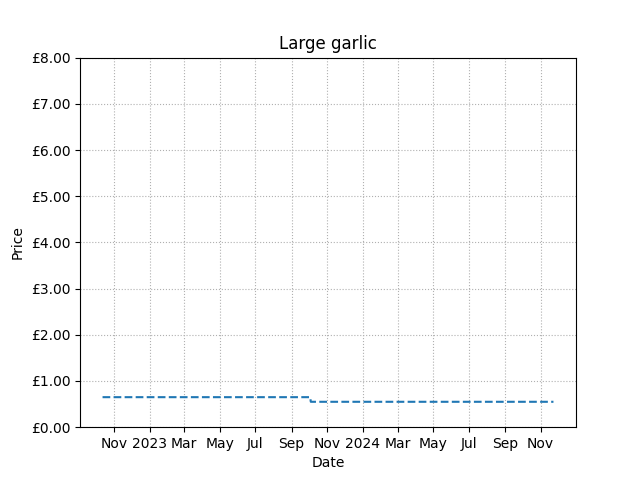 Large garlic
£8.00
£7.00
£6.00
£5.00
£4.00
£3.00
£2.00
£1.00
£0.00
Price
Nov 2023 Mar May Jul Sep Nov 2024 Mar May Jul Sep Nov
Date